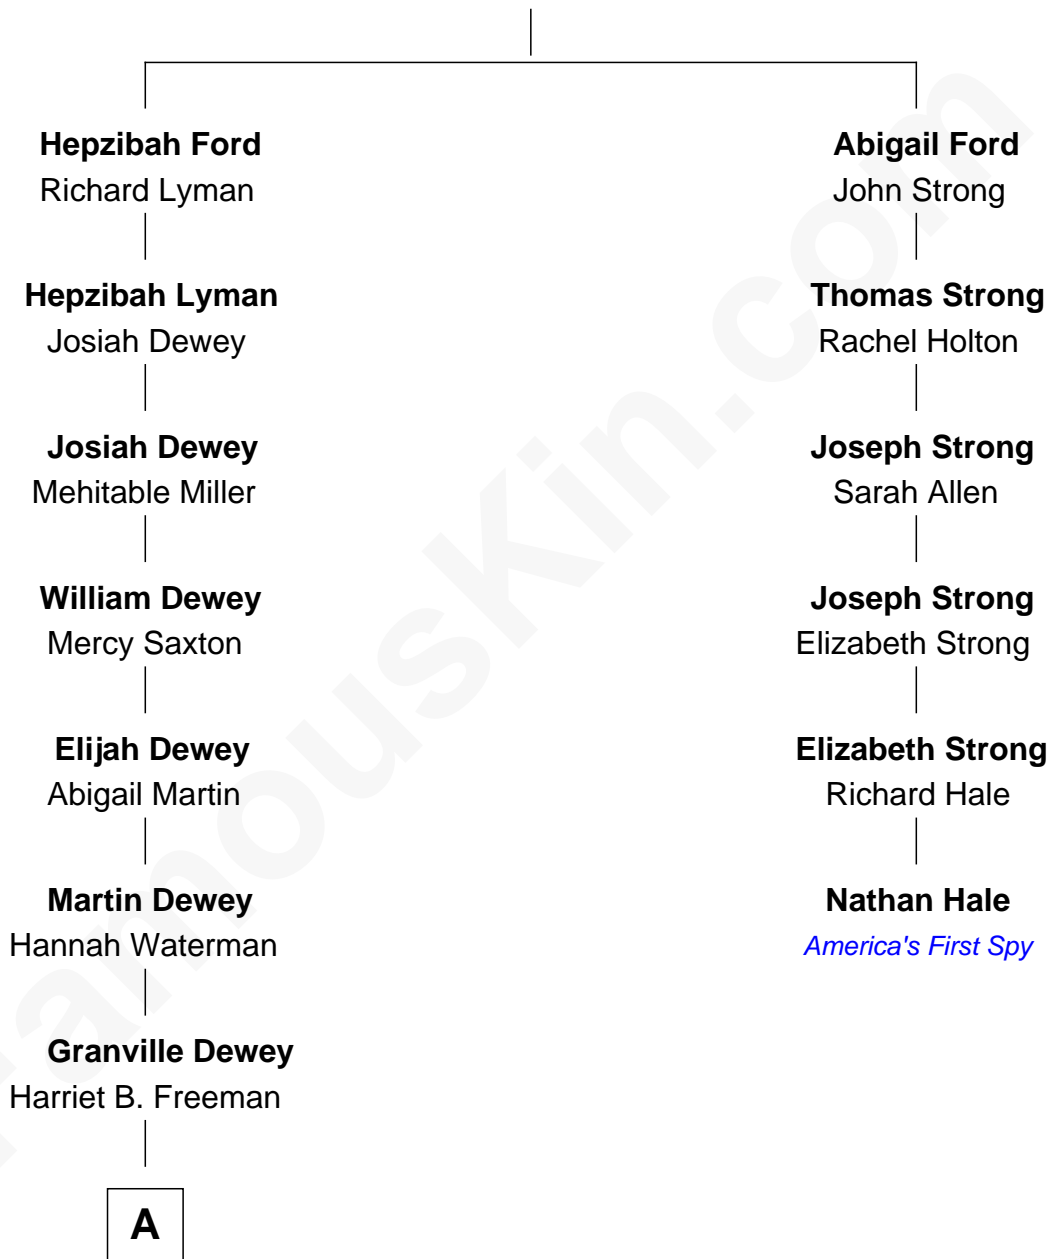 Hepzibah Ford
Richard Lyman
Hepzibah Lyman
Josiah Dewey
Josiah Dewey
Mehitable Miller
William Dewey
Mercy Saxton
Elijah Dewey
Abigail Martin
Martin Dewey
Hannah Waterman
Granville Dewey
Harriet B. Freeman
A
Abigail Ford
John Strong
Thomas Strong
Rachel Holton
Joseph Strong
Sarah Allen
Joseph Strong
Elizabeth Strong
Elizabeth Strong
Richard Hale
Nathan Hale
America's First Spy
FamousKin.com